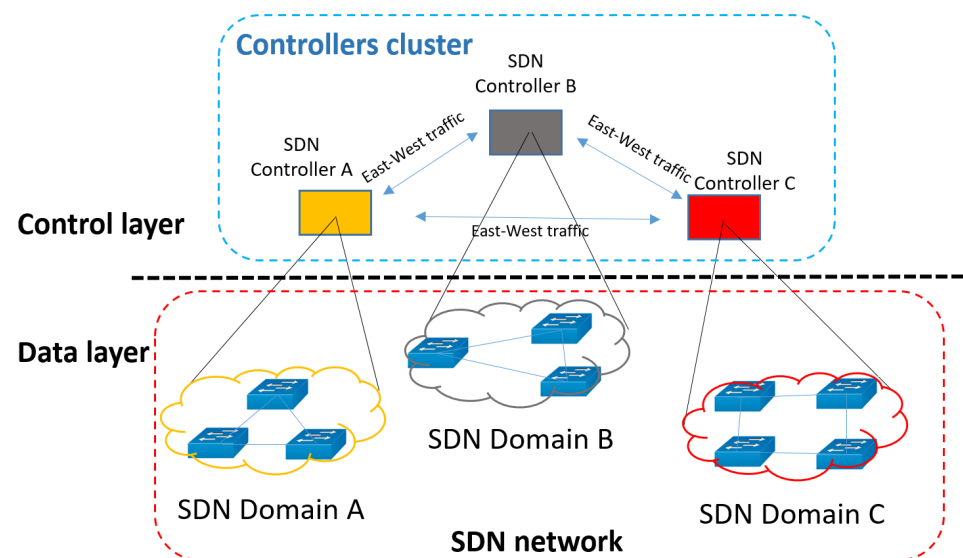 Controllers cluster
SDN
Controller B
SDN
Controller A
East-West traffic
East-West traffic
SDN
Controller C
East-West traffic
Control layer
Data layer
SDN Domain A
SDN Domain B
SDN Domain C
SDN network